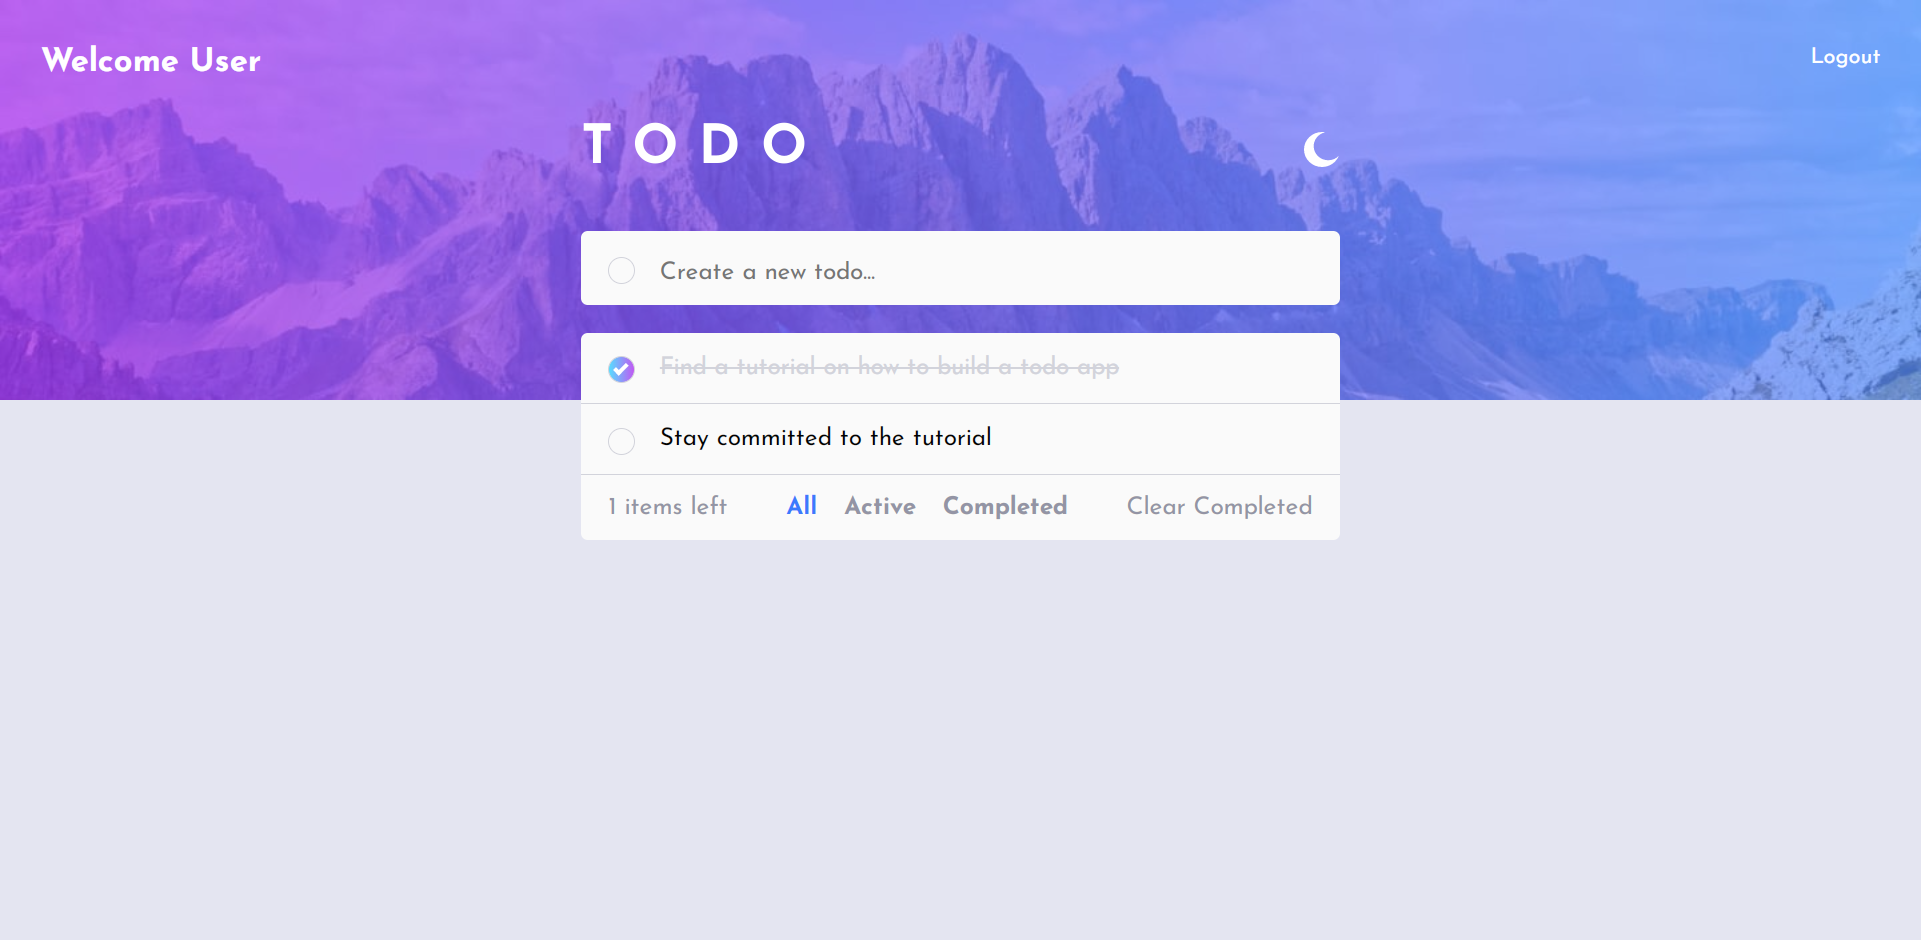 Welcome User
Logout
TODO
Create a new todo...
Find a tutorial on how to build a todo app
Stay committed to the tutorial
1 items left All Active Completed Clear Completed